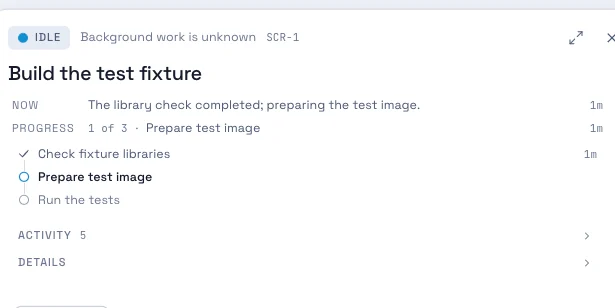 IDLE Background work is unknown SCR-1
Build the test fixture
NOW The library check completed; preparing the test image. 1m
PROGRESS 1 of 3 · Prepare test image 1m
Check fixture libraries 1m
Prepare test image
Run the tests
ACTIVITY 5
DETAILS